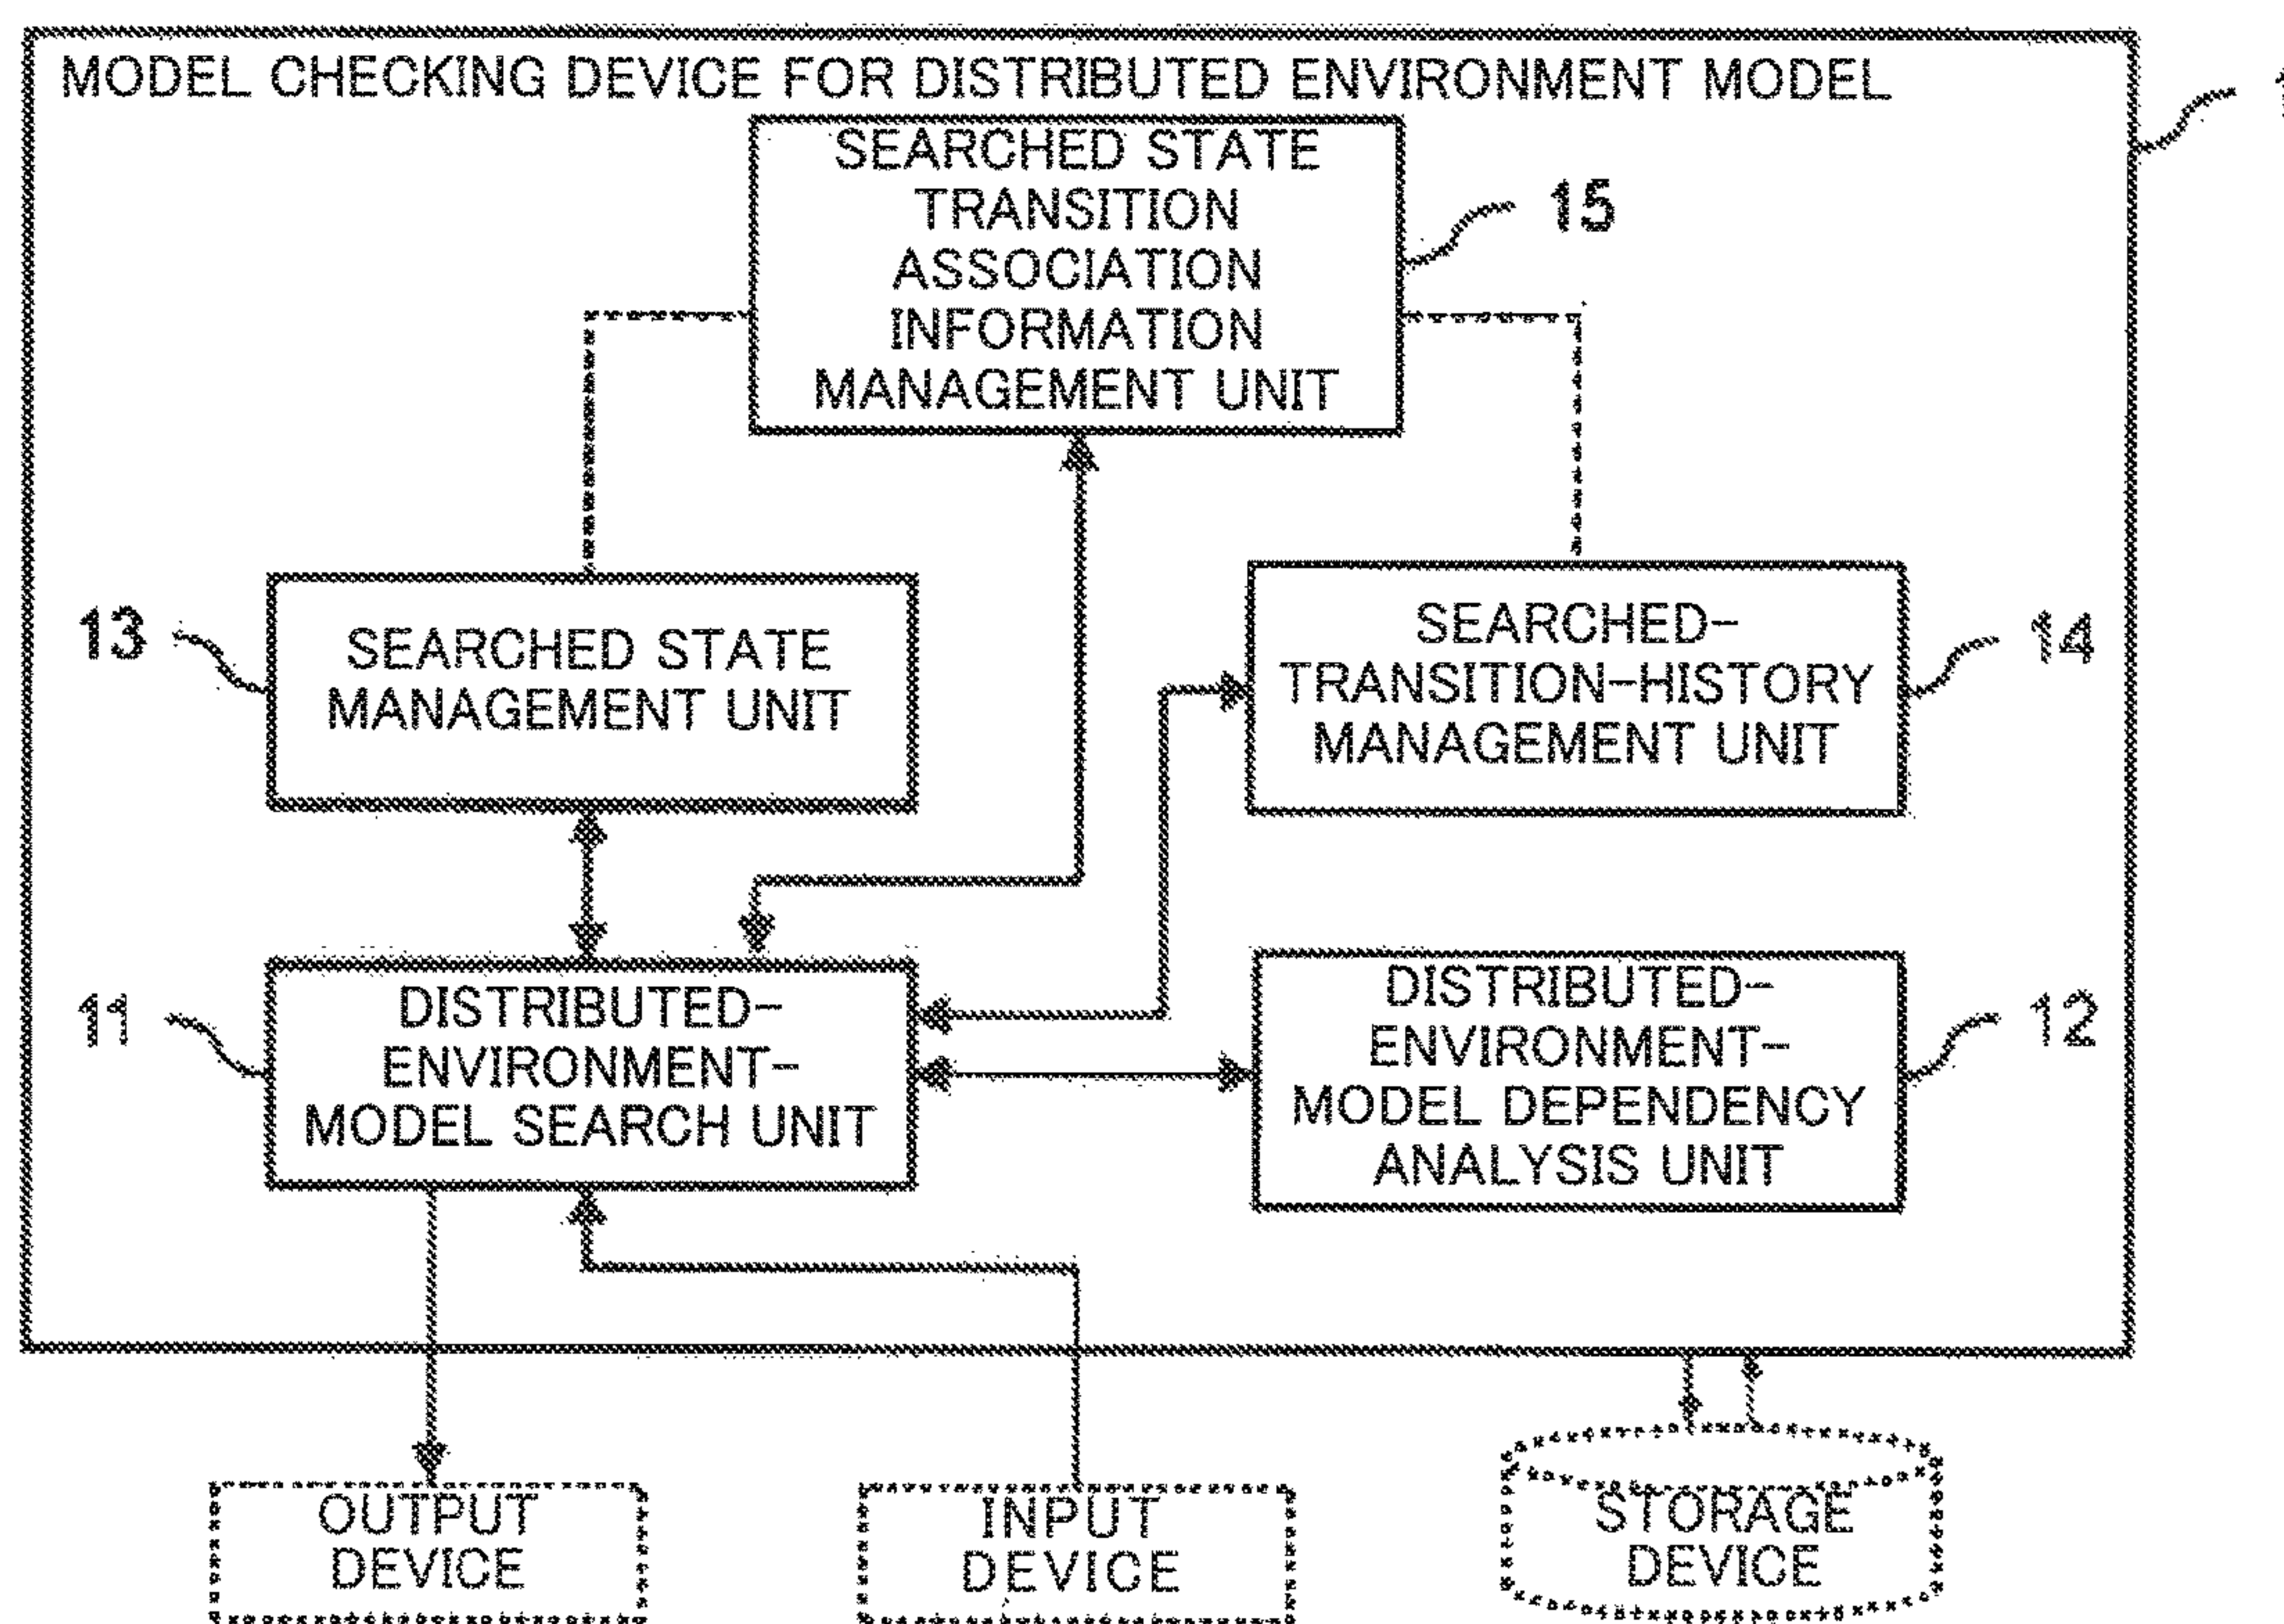 MODEL CHECKING DEVICE FOR DISTRIBUTED ENVIRONMENT MODEL
1
SEARCHED STATE
TRANSITION
ASSOCIATION
INFORMATION
MANAGEMENT UNIT
15
13
SEARCHED STATE
MANAGEMENT UNIT
SEARCHED-
TRANSITION-HISTORY
MANAGEMENT UNIT
14
11
DISTRIBUTED-
ENVIRONMENT-
MODEL SEARCH UNIT
DISTRIBUTED-
ENVIRONMENT-
MODEL DEPENDENCY
ANALYSIS UNIT
12
OUTPUT
DEVICE
INPUT
DEVICE
STORAGE
DEVICE